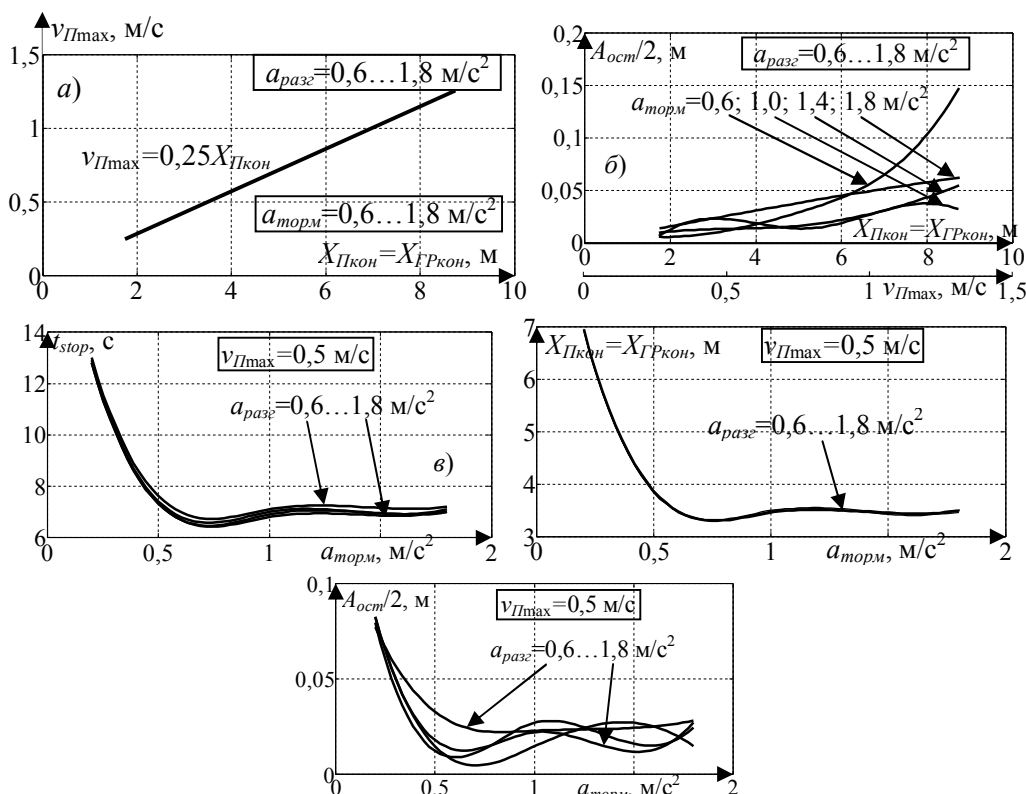 v_Пmax, м/с
1,5
а)
a_разг=0,6…1,8 м/с²
1
v_Пmax=0,25X_Пкон
0,5
a_торм=0,6…1,8 м/с²
X_Пкон=X_ГРкон, м
0
0 2 4 6 8 10
0,2
A_ост/2, м
a_разг=0,6…1,8 м/с²
0,15
a_торм=0,6; 1,0; 1,4; 1,8 м/с²
0,1
б)
0,05
X_Пкон=X_ГРкон, м
0
0 2 4 6 8 10
0 0,5 1 v_Пmax, м/с 1,5
14
t_stop, с
v_Пmax=0,5 м/с
12
a_разг=0,6…1,8 м/с²
10
в)
8
6
0 0,5 1 a_торм, м/с² 2
7
X_Пкон=X_ГРкон, м
v_Пmax=0,5 м/с
6
a_разг=0,6…1,8 м/с²
5
4
3
0 0,5 1 a_торм, м/с² 2
0,1
A_ост/2, м
v_Пmax=0,5 м/с
a_разг=0,6…1,8 м/с²
0,05
0
0 0.5 1 a_торм, м/с² 2